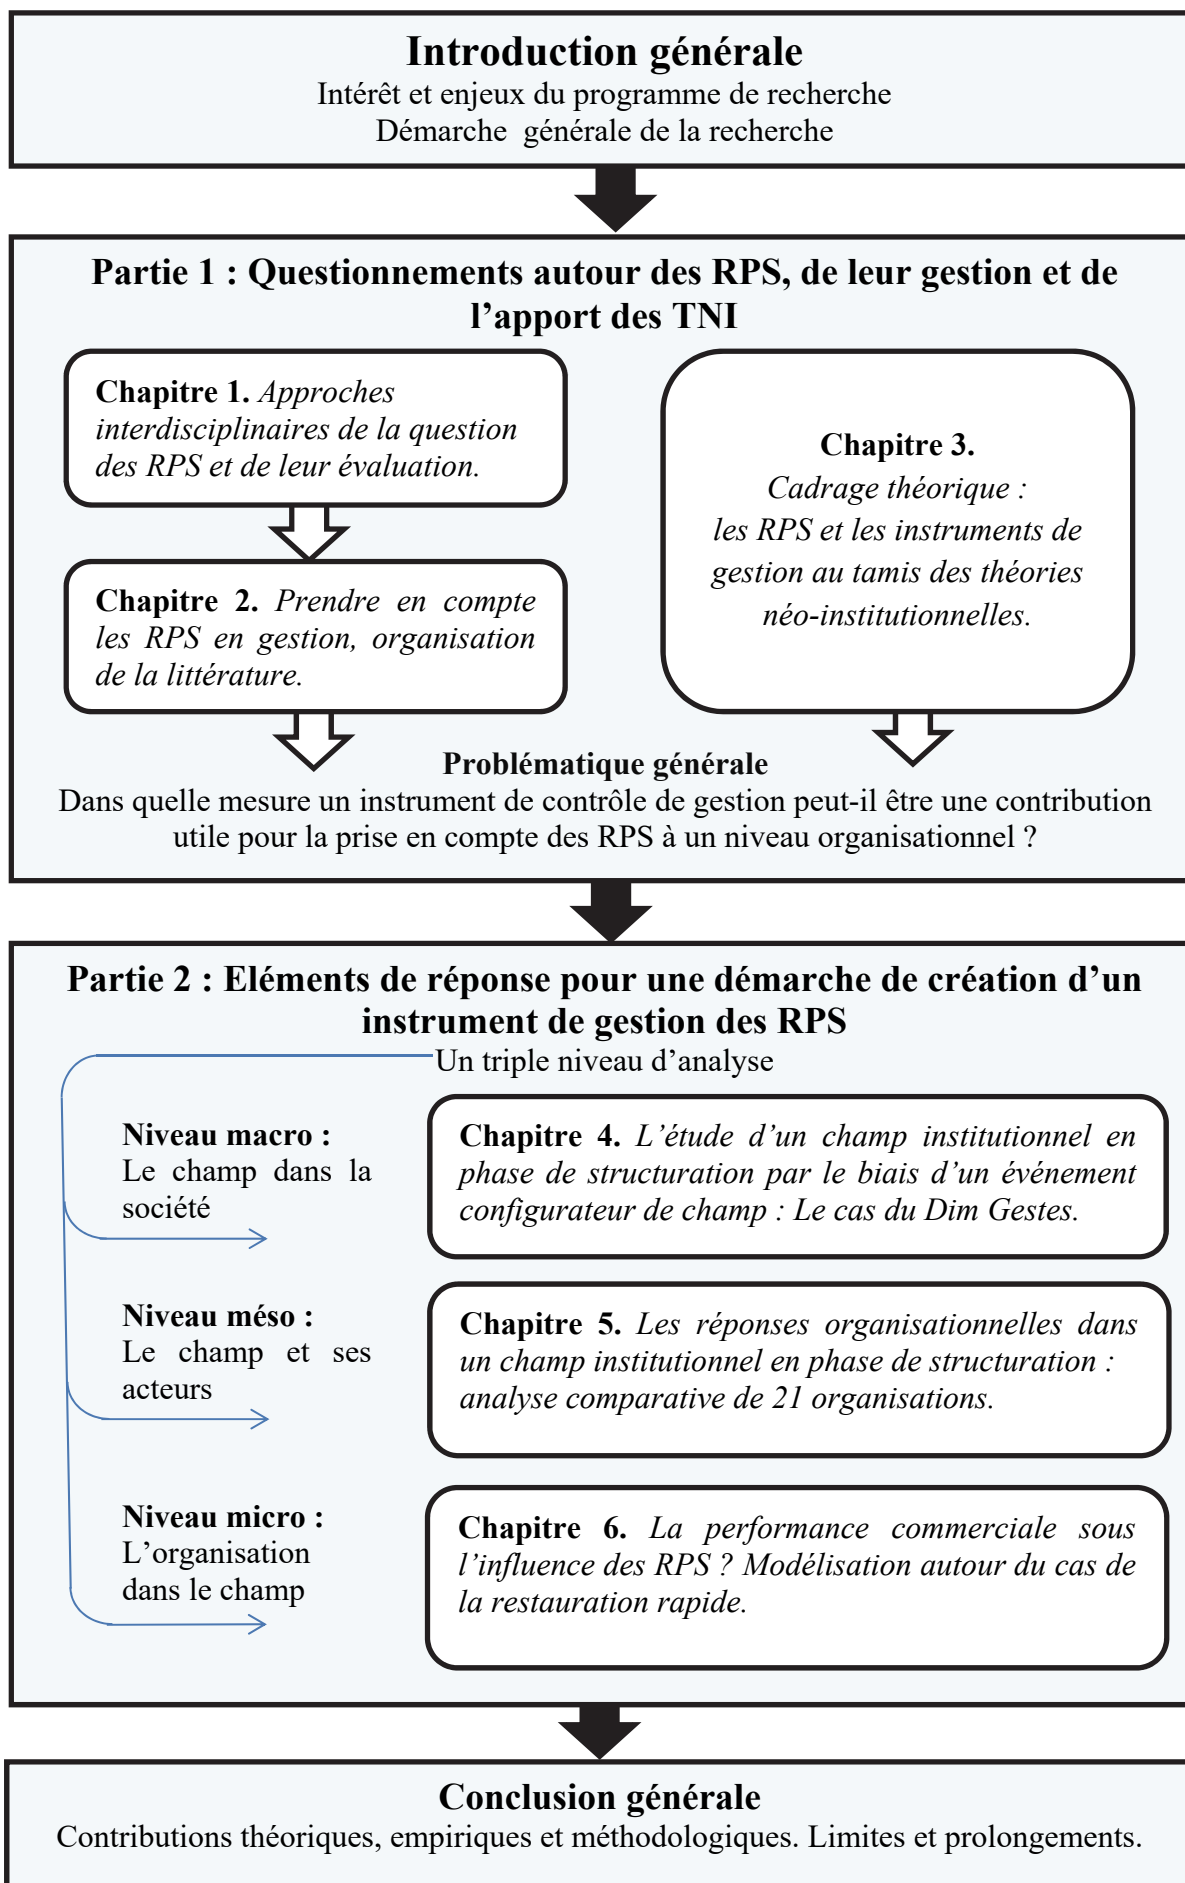 Introduction générale
Intérêt et enjeux du programme de recherche
Démarche générale de la recherche
Partie 1 : Questionnements autour des RPS, de leur gestion et de
l’apport des TNI
Chapitre 1. Approches
interdisciplinaires de la question
des RPS et de leur évaluation.
Chapitre 2. Prendre en compte
les RPS en gestion, organisation
de la littérature.
Chapitre 3.
Cadrage théorique :
les RPS et les instruments de
gestion au tamis des théories
néo-institutionnelles.
Problématique générale
Dans quelle mesure un instrument de contrôle de gestion peut-il être une contribution
utile pour la prise en compte des RPS à un niveau organisationnel ?
Partie 2 : Eléments de réponse pour une démarche de création d’un
instrument de gestion des RPS
Un triple niveau d’analyse
Niveau macro :
Le champ dans la
société
Chapitre 4. L’étude d’un champ institutionnel en
phase de structuration par le biais d’un événement
configurateur de champ : Le cas du Dim Gestes.
Niveau méso :
Le champ et ses
acteurs
Chapitre 5. Les réponses organisationnelles dans
un champ institutionnel en phase de structuration :
analyse comparative de 21 organisations.
Niveau micro :
L’organisation
dans le champ
Chapitre 6. La performance commerciale sous
l’influence des RPS ? Modélisation autour du cas de
la restauration rapide.
Conclusion générale
Contributions théoriques, empiriques et méthodologiques. Limites et prolongements.